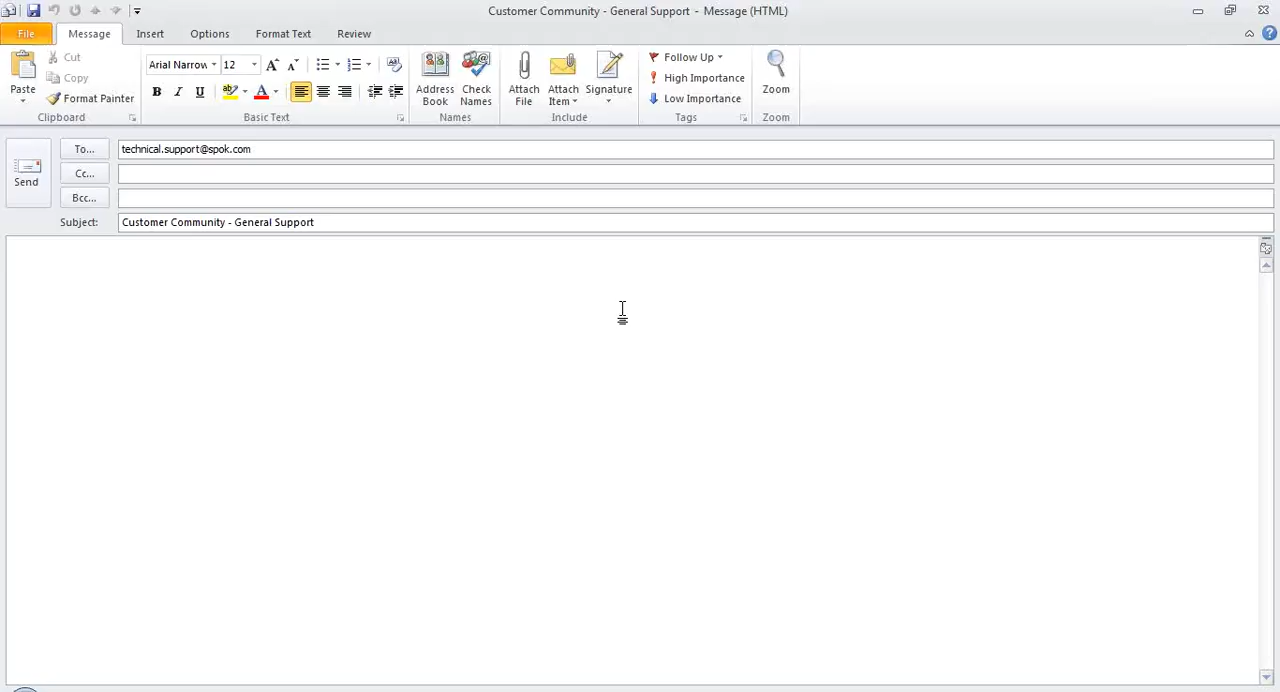 Customer Community - General Support - Message (HTML)
File Message Insert Options Format Text Review
Paste
Cut
Copy
Format Painter
Clipboard
Arial Narrow 12
B I U
Basic Text
Address Book
Check Names
Names
Attach File
Attach Item
Signature
Include
Follow Up
High Importance
Low Importance
Tags
Zoom
Zoom
Send
To... technical.support@spok.com
Cc...
Bcc...
Subject: Customer Community - General Support